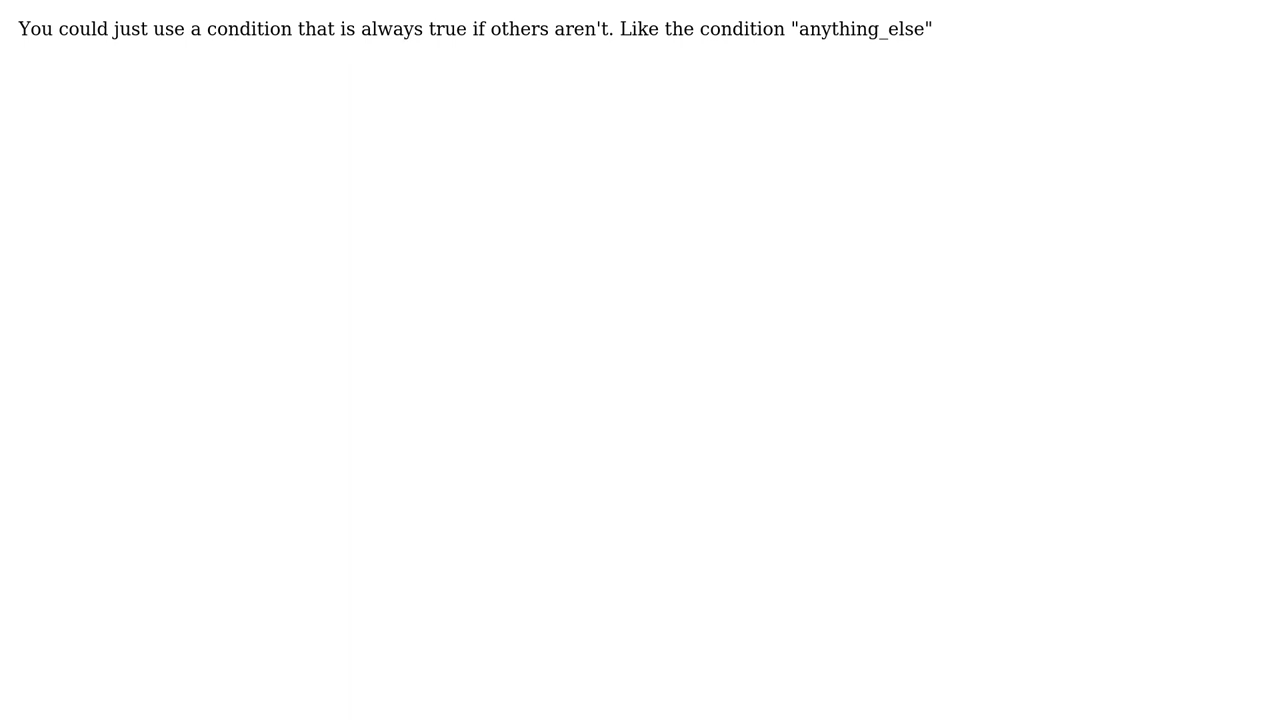 You could just use a condition that is always true if others aren't. Like the condition "anything_else"